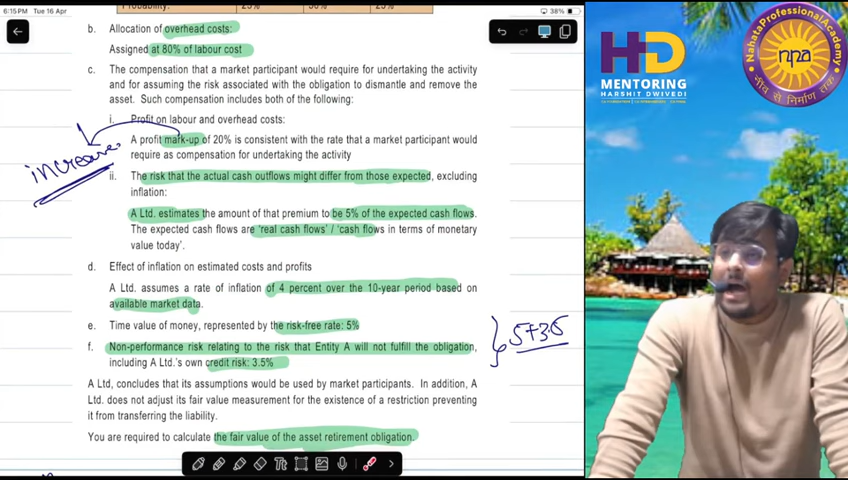 6:15PM Tue 16 Apr
38%
Probability: 25% 50% 25%
b. Allocation of overhead costs:
Assigned at 80% of labour cost
c. The compensation that a market participant would require for undertaking the activity
and for assuming the risk associated with the obligation to dismantle and remove the
asset. Such compensation includes both of the following:
i. Profit on labour and overhead costs:
A profit mark-up of 20% is consistent with the rate that a market participant would
require as compensation for undertaking the activity
increase
ii. The risk that the actual cash outflows might differ from those expected, excluding
inflation:
A Ltd. estimates the amount of that premium to be 5% of the expected cash flows.
The expected cash flows are 'real cash flows' / 'cash flows in terms of monetary
value today'.
d. Effect of inflation on estimated costs and profits
A Ltd. assumes a rate of inflation of 4 percent over the 10-year period based on
available market data.
e. Time value of money, represented by the risk-free rate: 5%
f. Non-performance risk relating to the risk that Entity A will not fulfill the obligation,
including A Ltd.'s own credit risk: 3.5%
5+3.5
A Ltd, concludes that its assumptions would be used by market participants. In addition, A
Ltd. does not adjust its fair value measurement for the existence of a restriction preventing
it from transferring the liability.
You are required to calculate the fair value of the asset retirement obligation.
HD
MENTORING
HARSHIT DWIVEDI
NahataProfessionalAcademy
npa
नींव से निर्माण तक